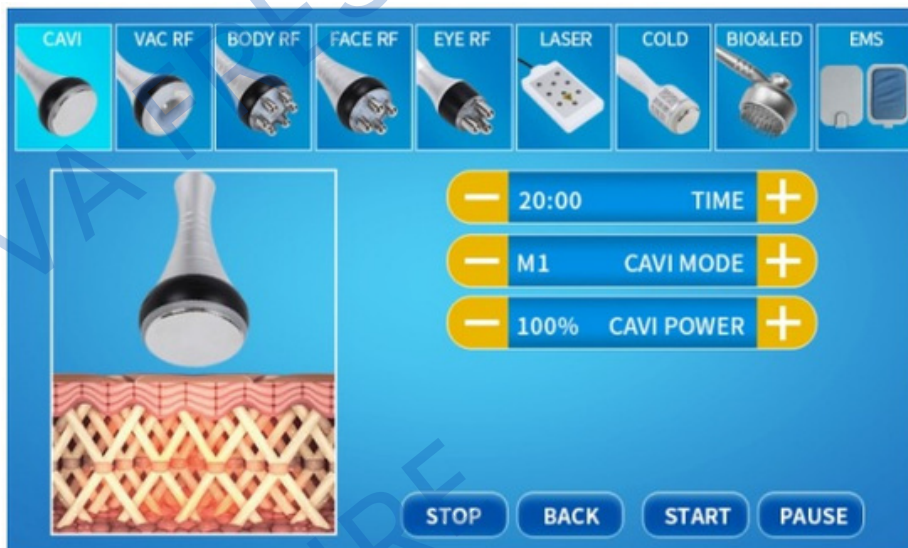 CAVI
VAC RF
BODY RF
FACE RF
EYE RF
LASER
COLD
BIO&LED
EMS
20:00 TIME
M1 CAVI MODE
100% CAVI POWER
STOP
BACK
START
PAUSE